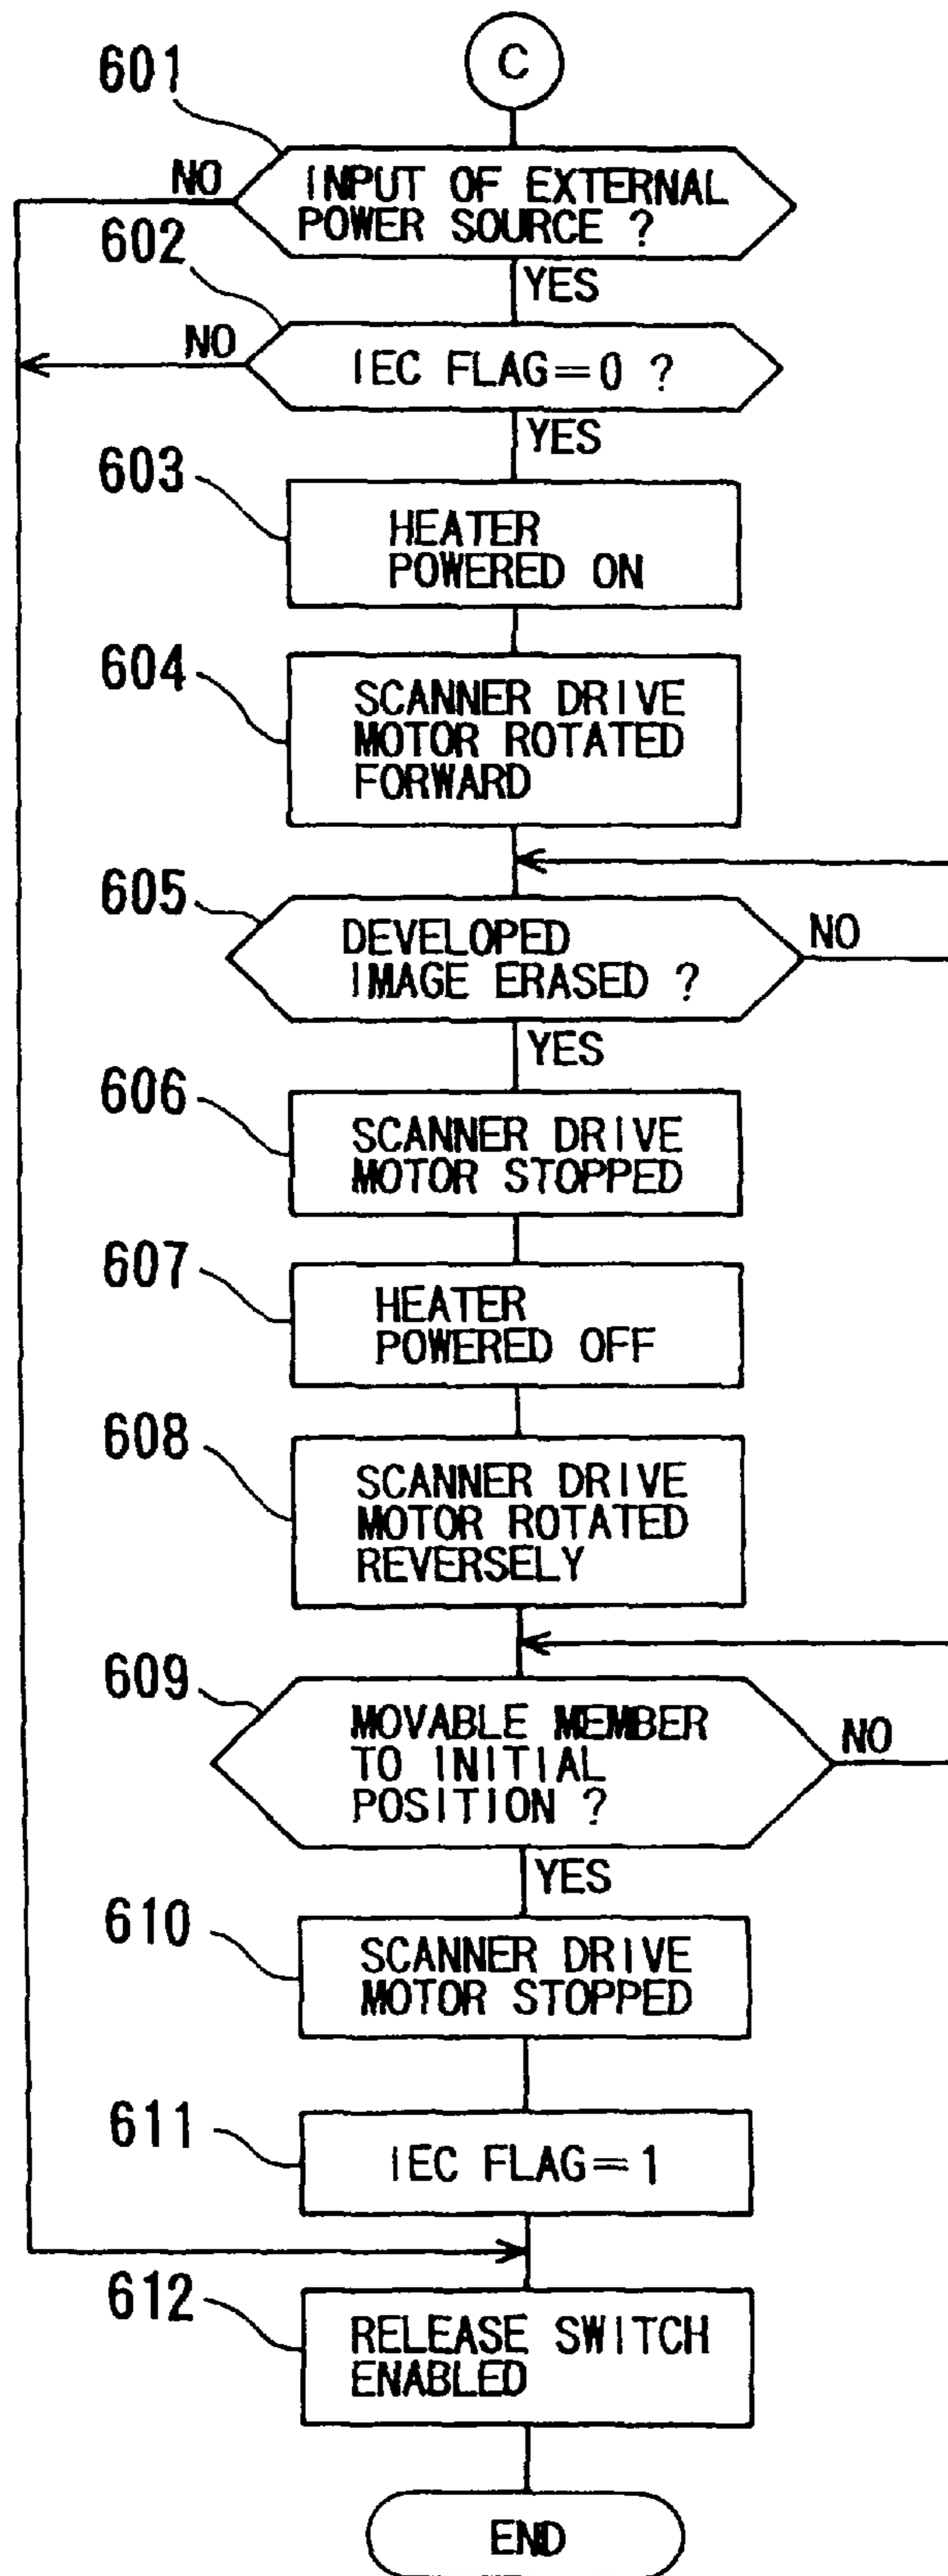 C
601
NO
INPUT OF EXTERNAL
POWER SOURCE ?
YES
602
NO
IEC FLAG=0 ?
YES
603
HEATER
POWERED ON
604
SCANNER DRIVE
MOTOR ROTATED
FORWARD
605
DEVELOPED
IMAGE ERASED ?
NO
YES
606
SCANNER DRIVE
MOTOR STOPPED
607
HEATER
POWERED OFF
608
SCANNER DRIVE
MOTOR ROTATED
REVERSELY
609
MOVABLE MEMBER
TO INITIAL
POSITION ?
NO
YES
610
SCANNER DRIVE
MOTOR STOPPED
611
IEC FLAG=1
612
RELEASE SWITCH
ENABLED
END